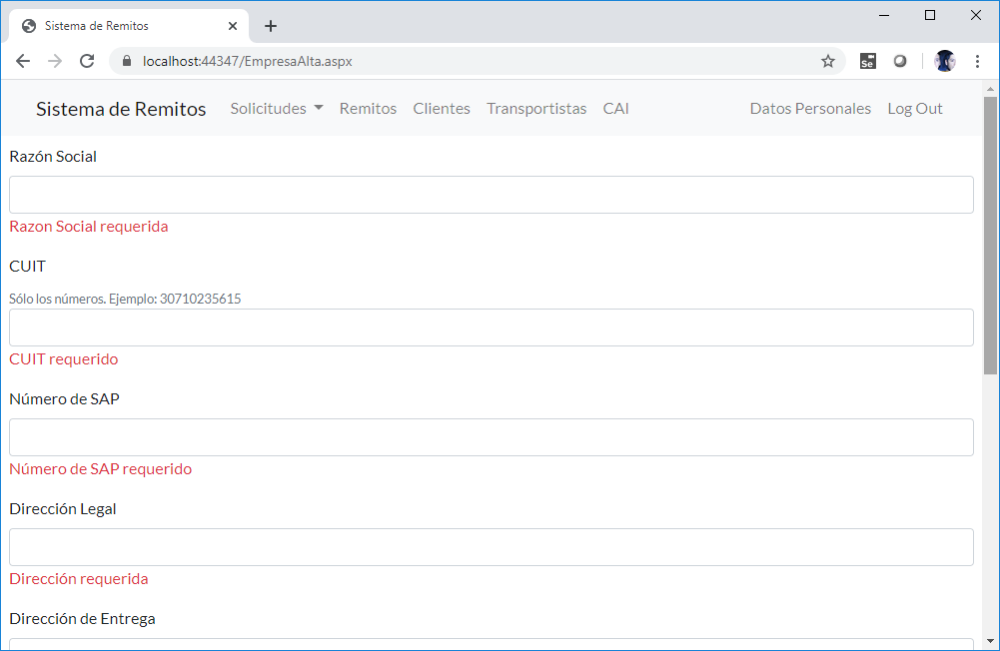 Sistema de Remitos
localhost:44347/EmpresaAlta.aspx
Se
Sistema de Remitos Solicitudes Remitos Clientes Transportistas CAI Datos Personales Log Out
Razón Social
Razon Social requerida
CUIT
Sólo los números. Ejemplo: 30710235615
CUIT requerido
Número de SAP
Número de SAP requerido
Dirección Legal
Dirección requerida
Dirección de Entrega